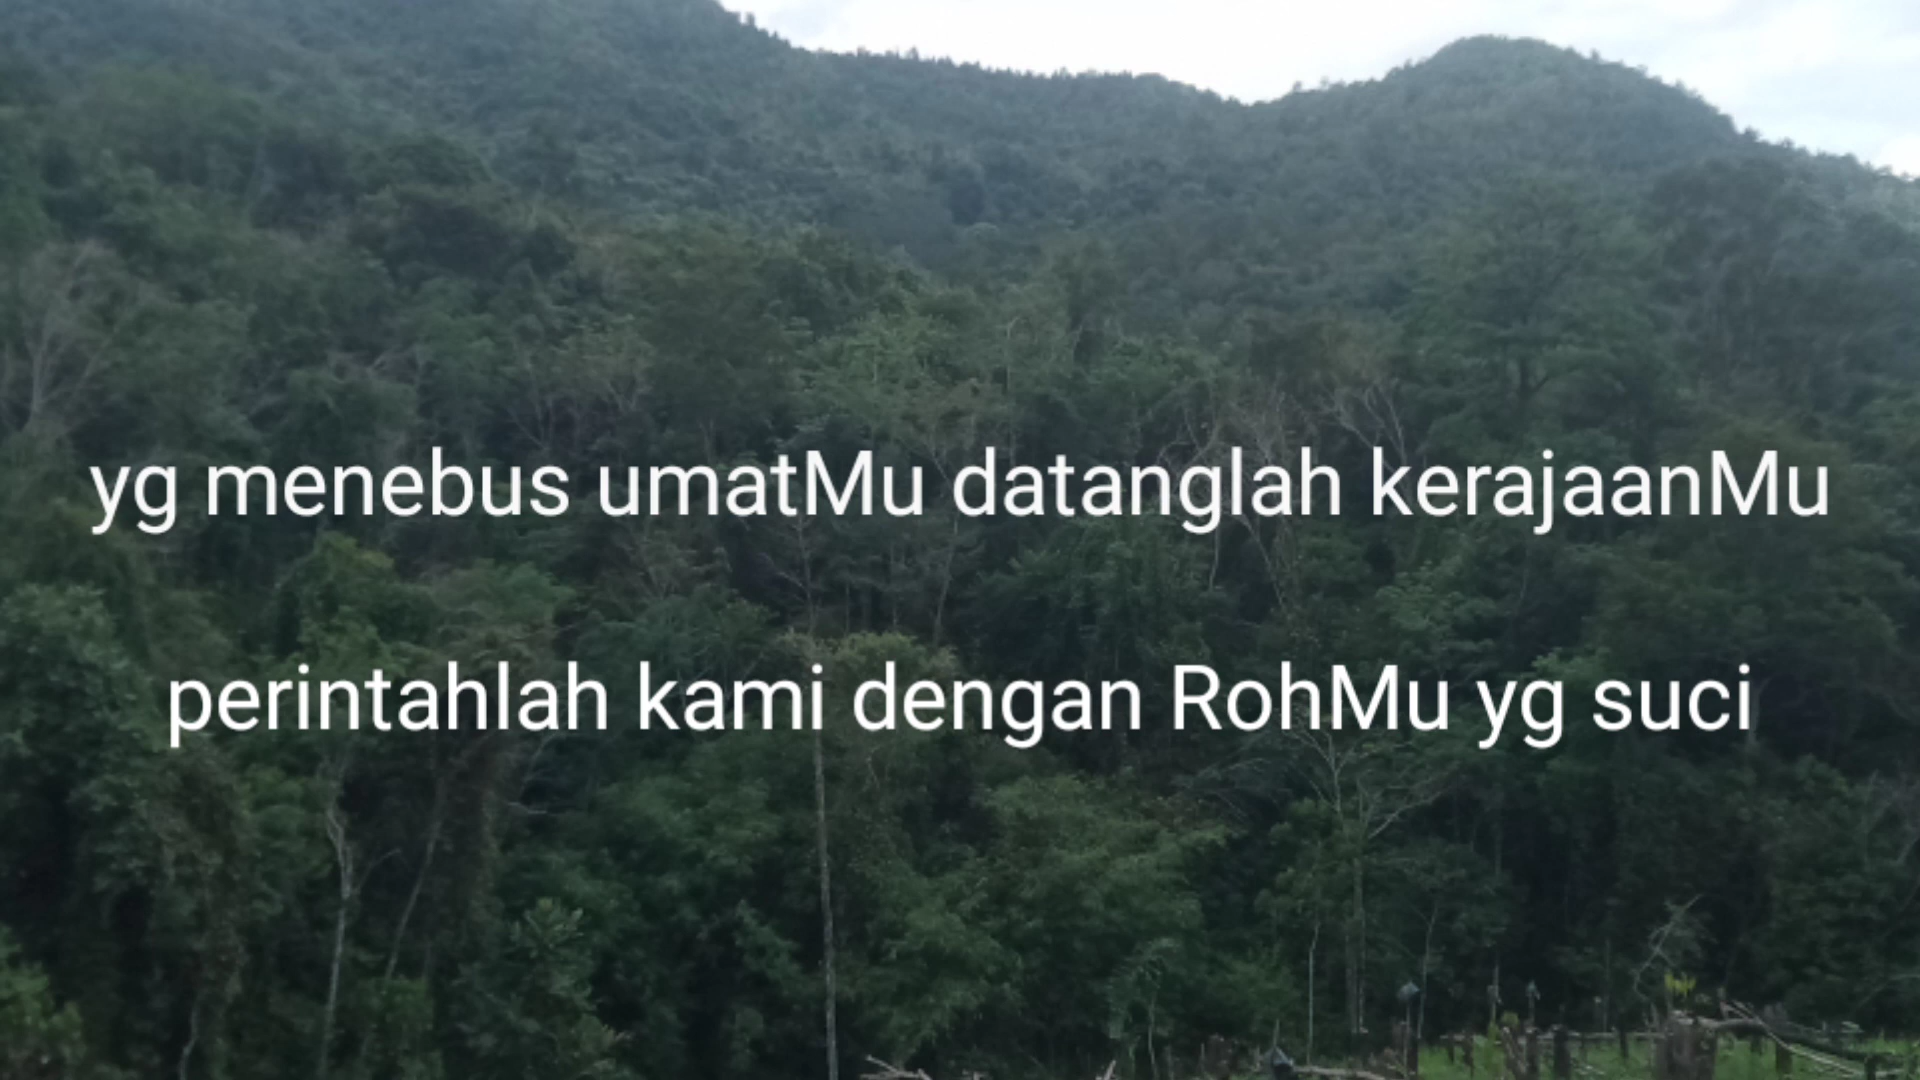 yg menebus umatMu datanglah kerajaanMu
perintahlah kami dengan RohMu yg suci